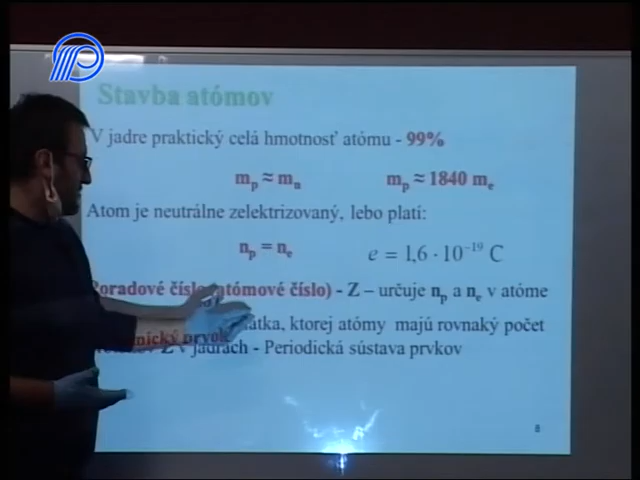 Stavba atómov
V jadre praktický celá hmotnosť atómu - 99%
mp ≈ mn mp ≈ 1840 me
Atom je neutrálne zelektrizovaný, lebo platí:
np = ne e = 1,6 · 10⁻¹⁹ C
Poradové číslo (atómové číslo) - Z – určuje np a ne v atóme
látka, ktorej atómy majú rovnaký počet
Z v jadrách - Periodická sústava prvkov
8